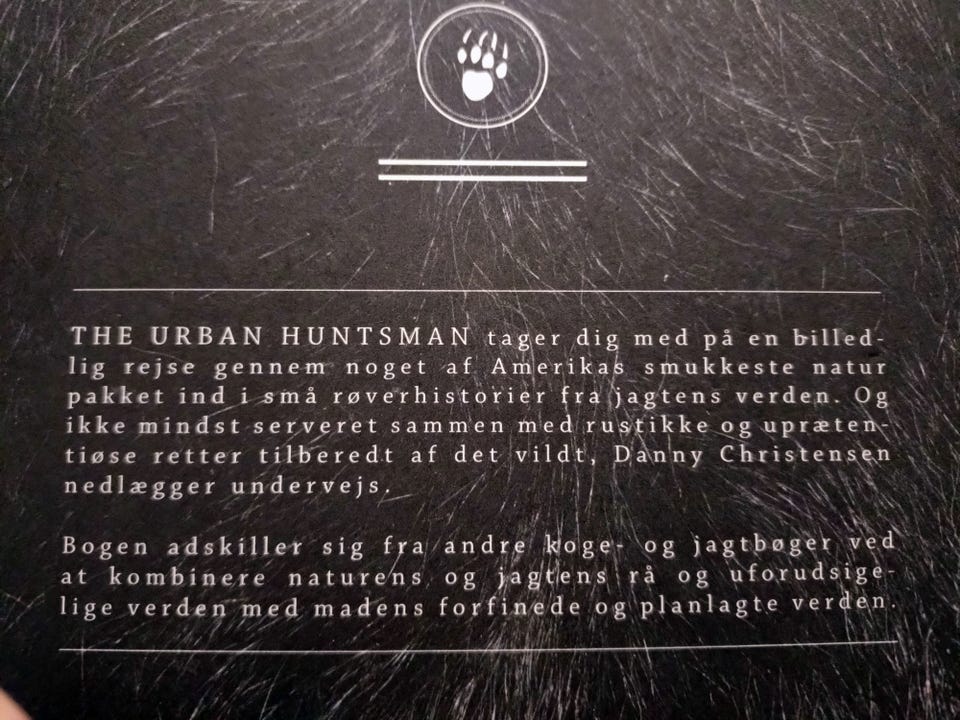 THE URBAN HUNTSMAN tager dig med på en billed-
lig rejse gennem noget af Amerikas smukkeste natur
pakket ind i små røverhistorier fra jagtens verden. Og
ikke mindst serveret sammen med rustikke og upræten-
tiøse retter tilberedt af det vildt, Danny Christensen
nedlægger undervejs.
Bogen adskiller sig fra andre koge- og jagtbøger ved
at kombinere naturens og jagtens rå og uforudsige-
lige verden med madens forfinede og planlagte verden.